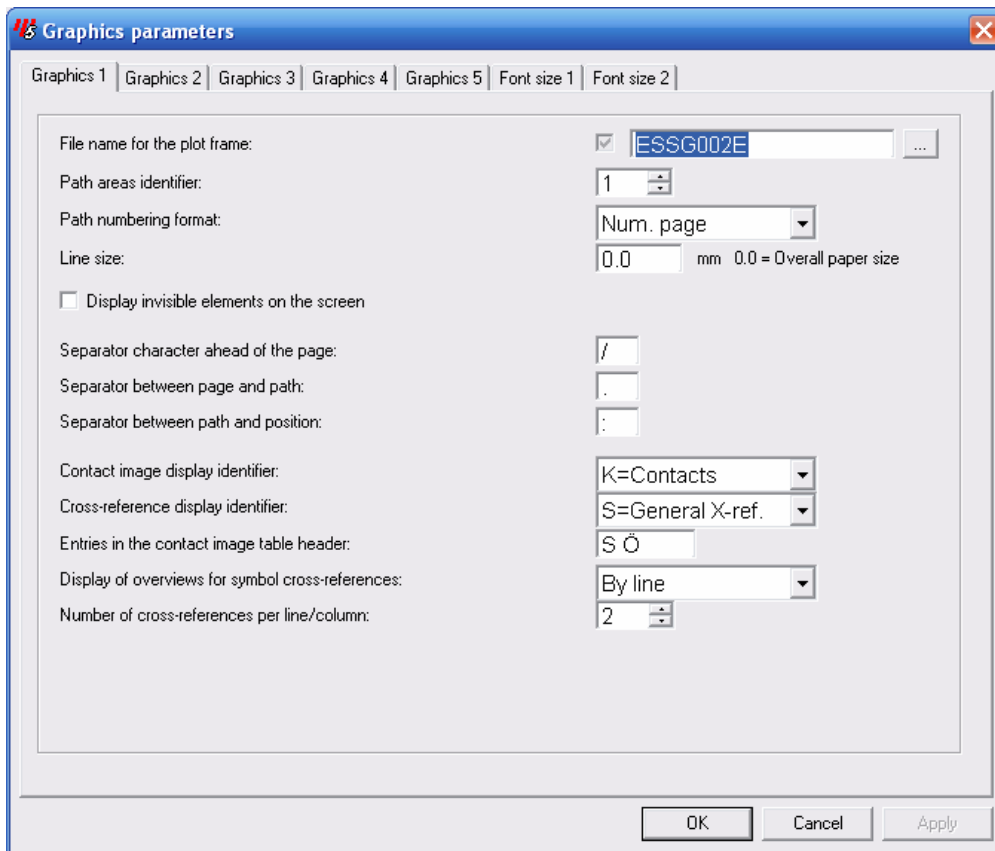 Graphics parameters
Graphics 1 Graphics 2 Graphics 3 Graphics 4 Graphics 5 Font size 1 Font size 2
File name for the plot frame: ESSG002E ...
Path areas identifier: 1
Path numbering format: Num. page
Line size: 0.0 mm 0.0 = Overall paper size
Display invisible elements on the screen
Separator character ahead of the page: /
Separator between page and path: .
Separator between path and position: :
Contact image display identifier: K=Contacts
Cross-reference display identifier: S=General X-ref.
Entries in the contact image table header: S Ö
Display of overviews for symbol cross-references: By line
Number of cross-references per line/column: 2
OK Cancel Apply